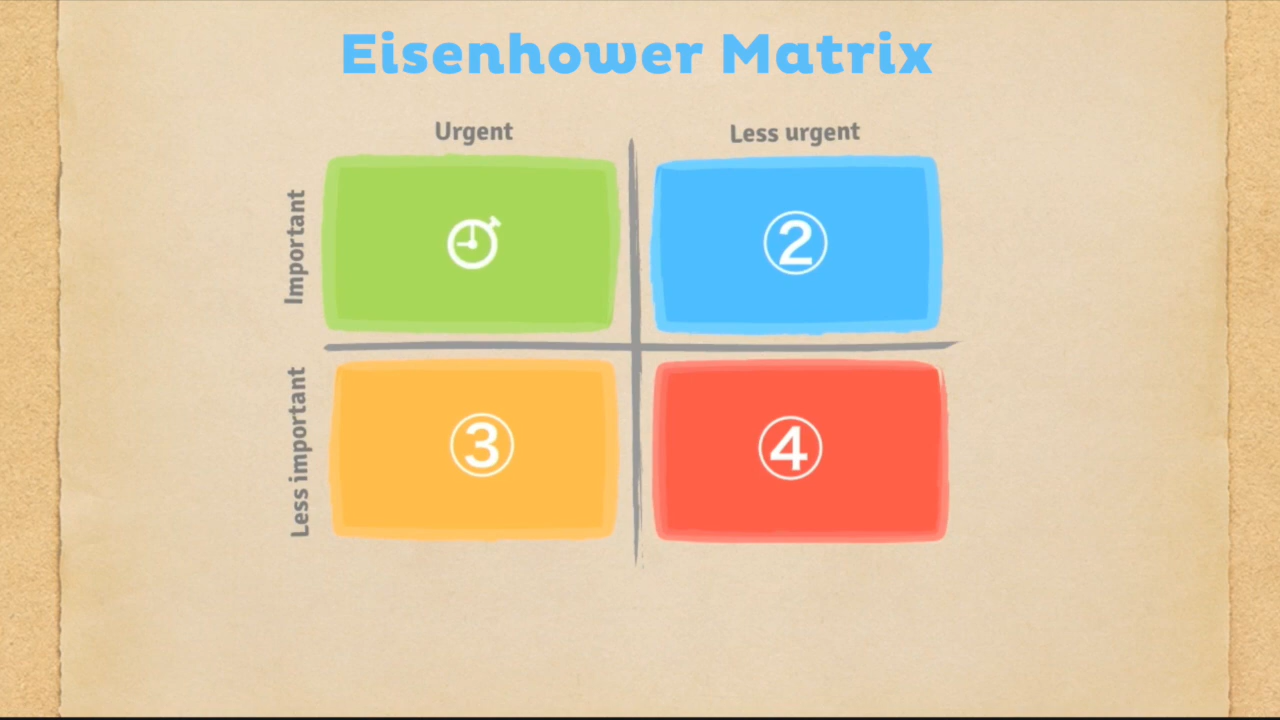 Eisenhower Matrix
Urgent
Less urgent
Important
②
Less important
③
④